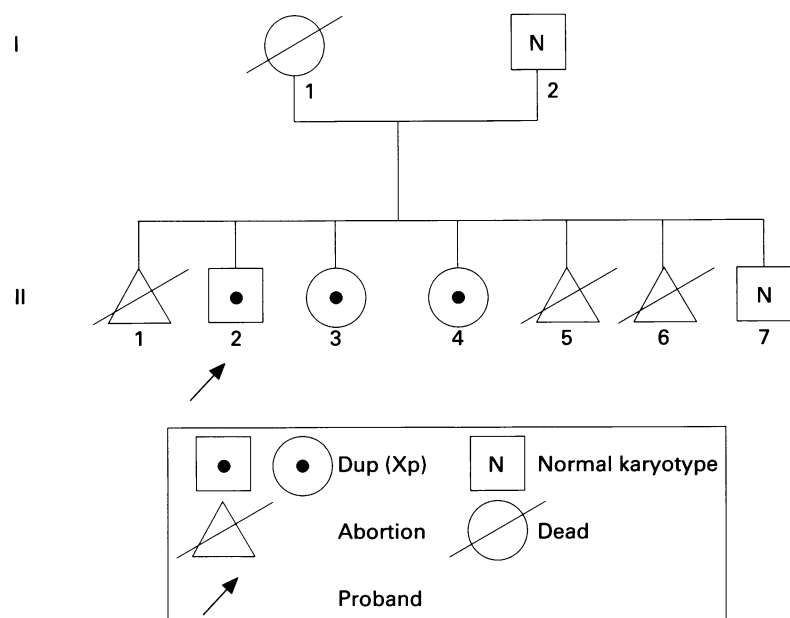 I
N
1
2
II
N
1
2
3
4
5
6
7
Dup (Xp)
N
Normal karyotype
Abortion
Dead
Proband